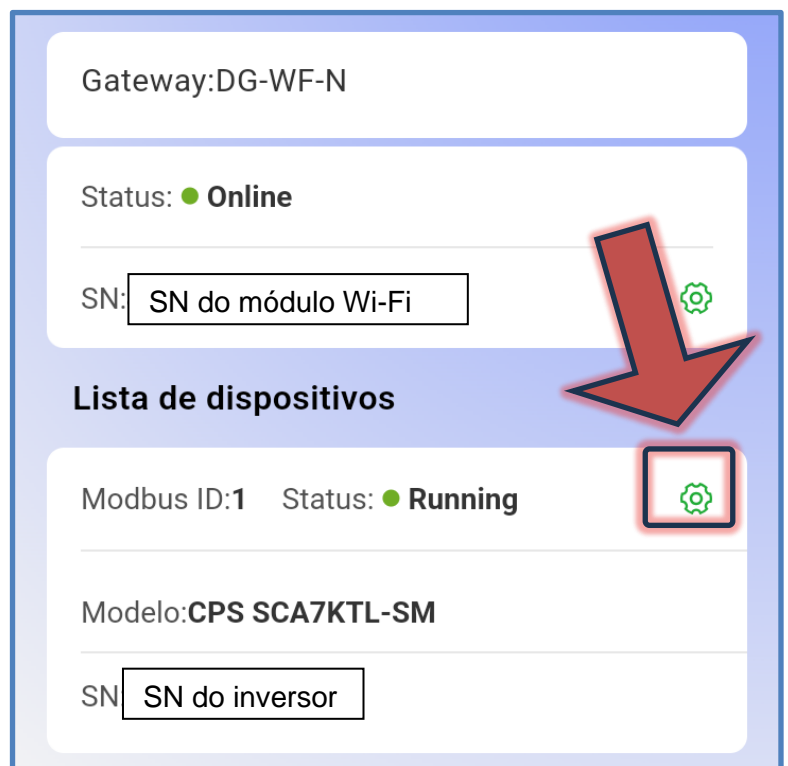 Gateway:DG-WF-N
Status: Online
SN: SN do módulo Wi-Fi
Lista de dispositivos
Modbus ID:1 Status: Running
Modelo:CPS SCA7KTL-SM
SN: SN do inversor